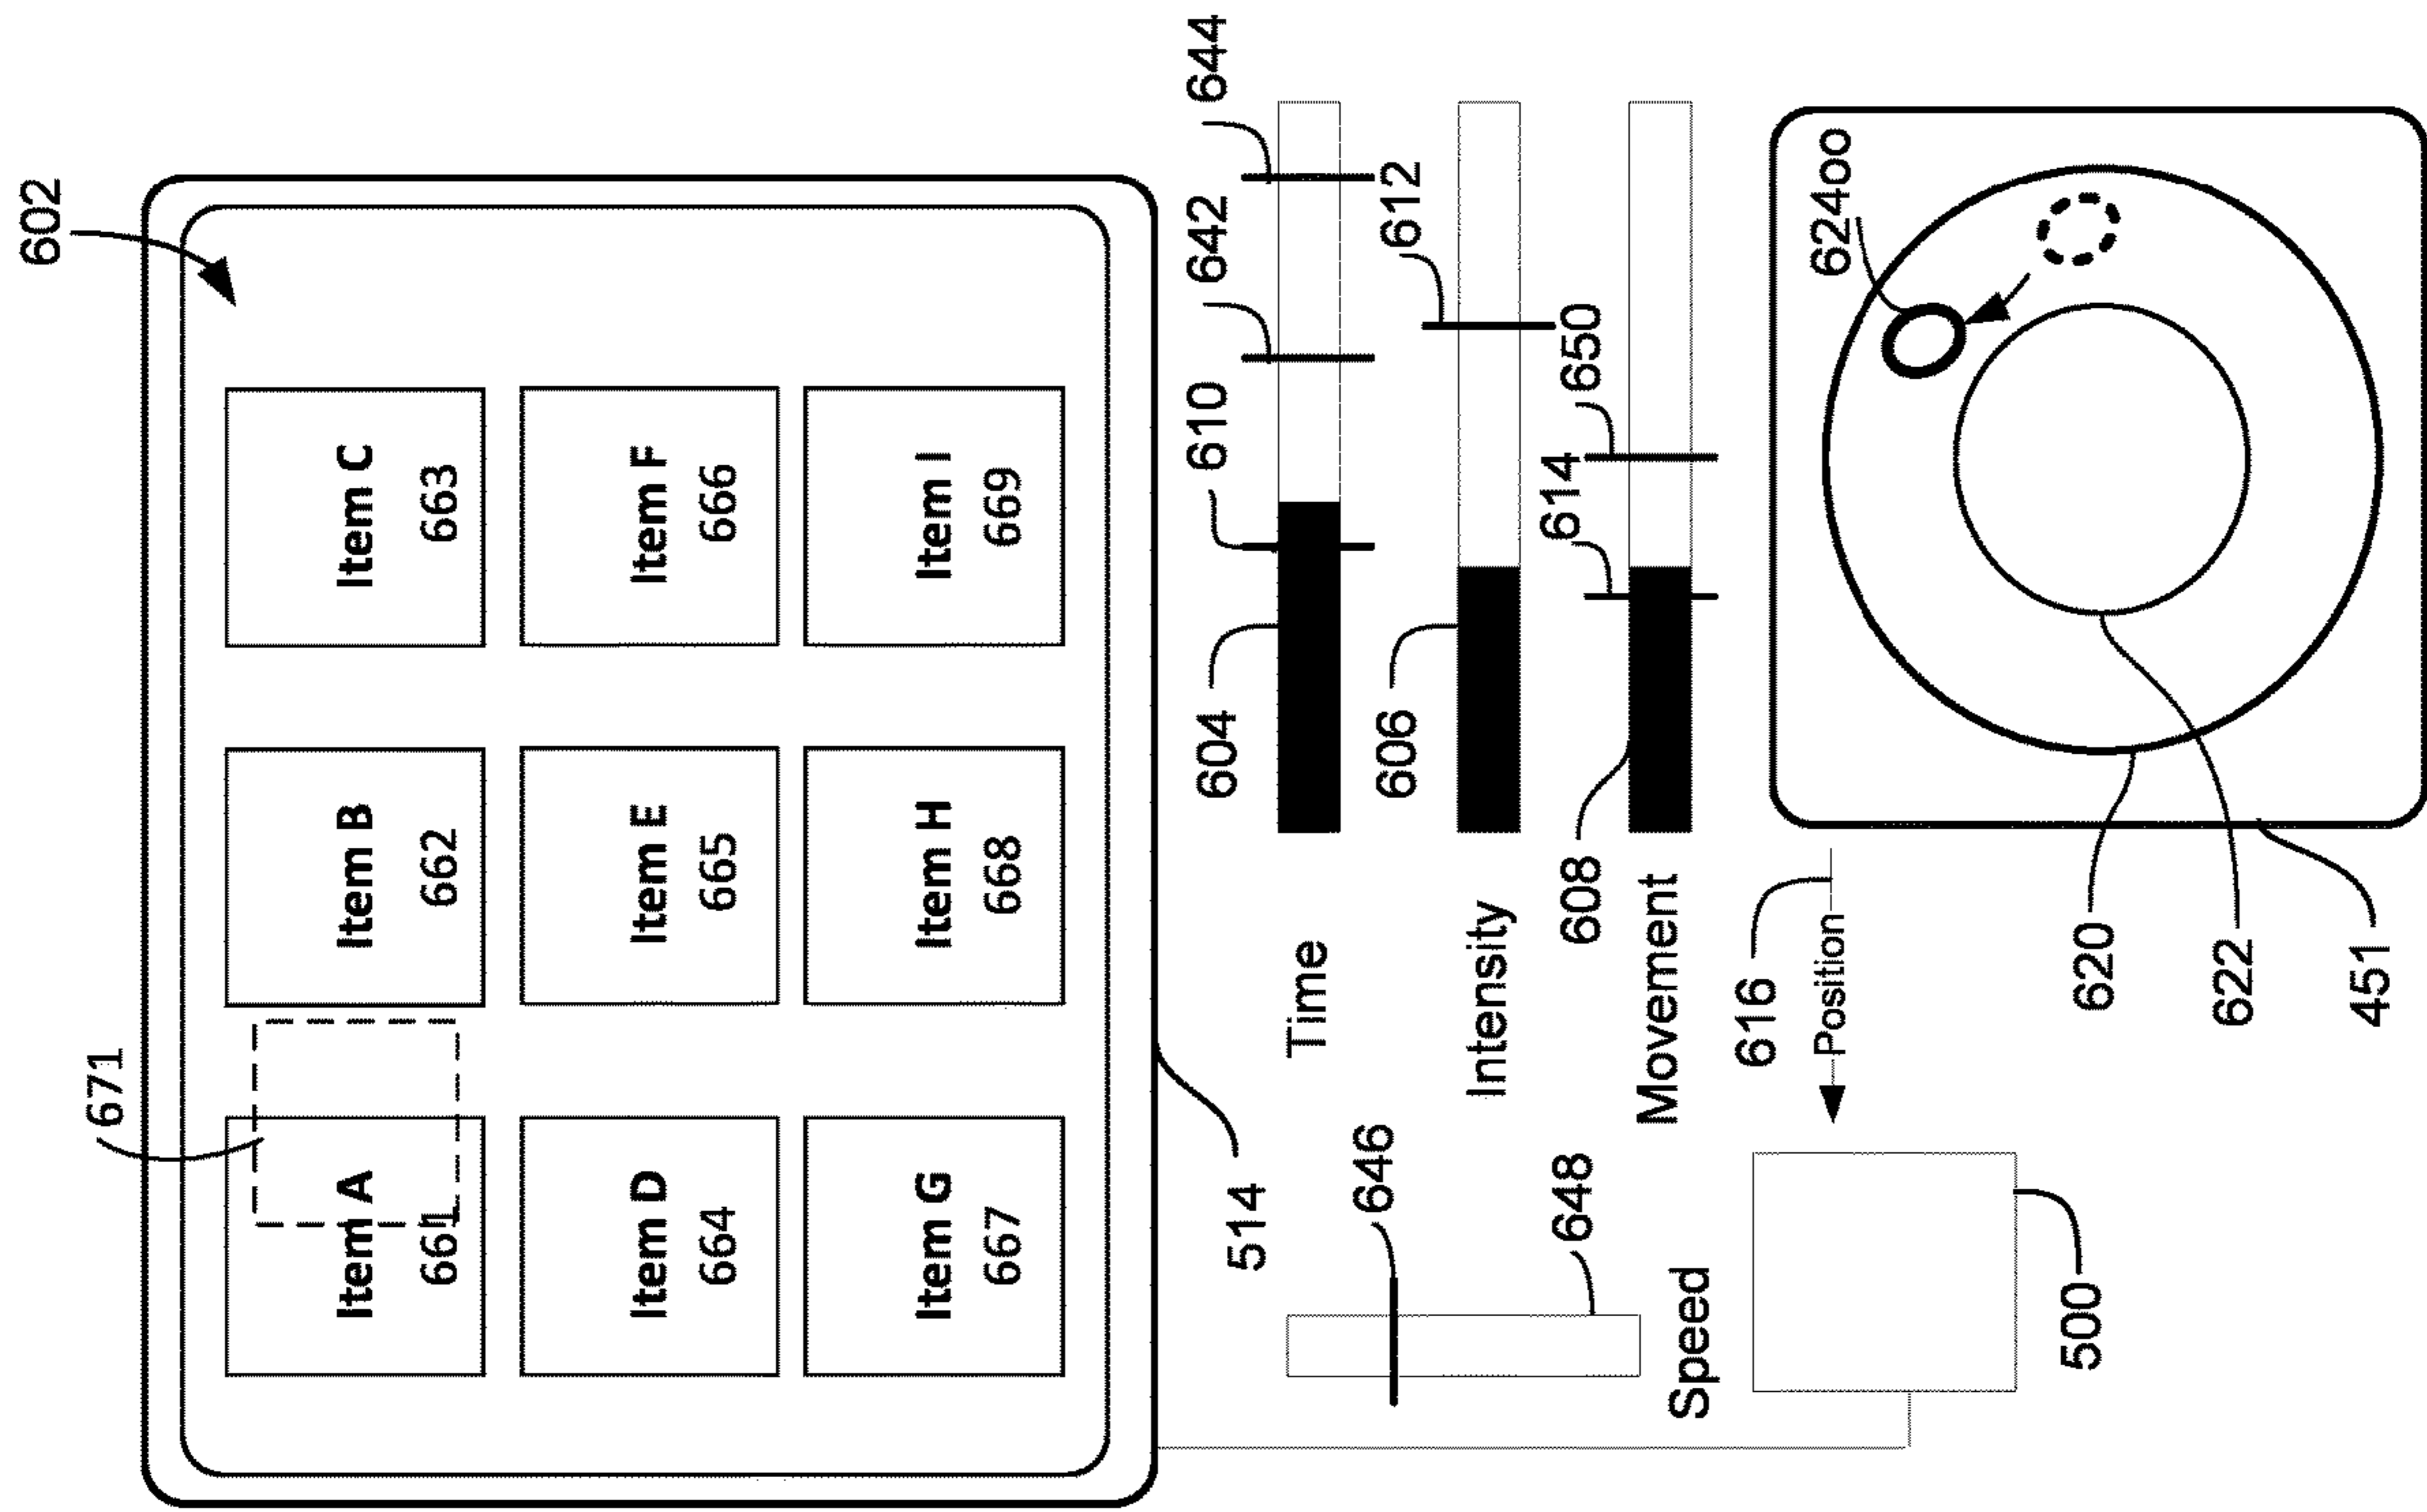 602
671
Item A
661
Item B
662
Item C
663
Item D
664
Item E
665
Item F
666
Item G
667
Item H
668
Item I
669
514
646
648
Speed
500
Time
604
610
642
644
Intensity
606
612
Movement
608
614
650
616
Position
620
622
451
624oo